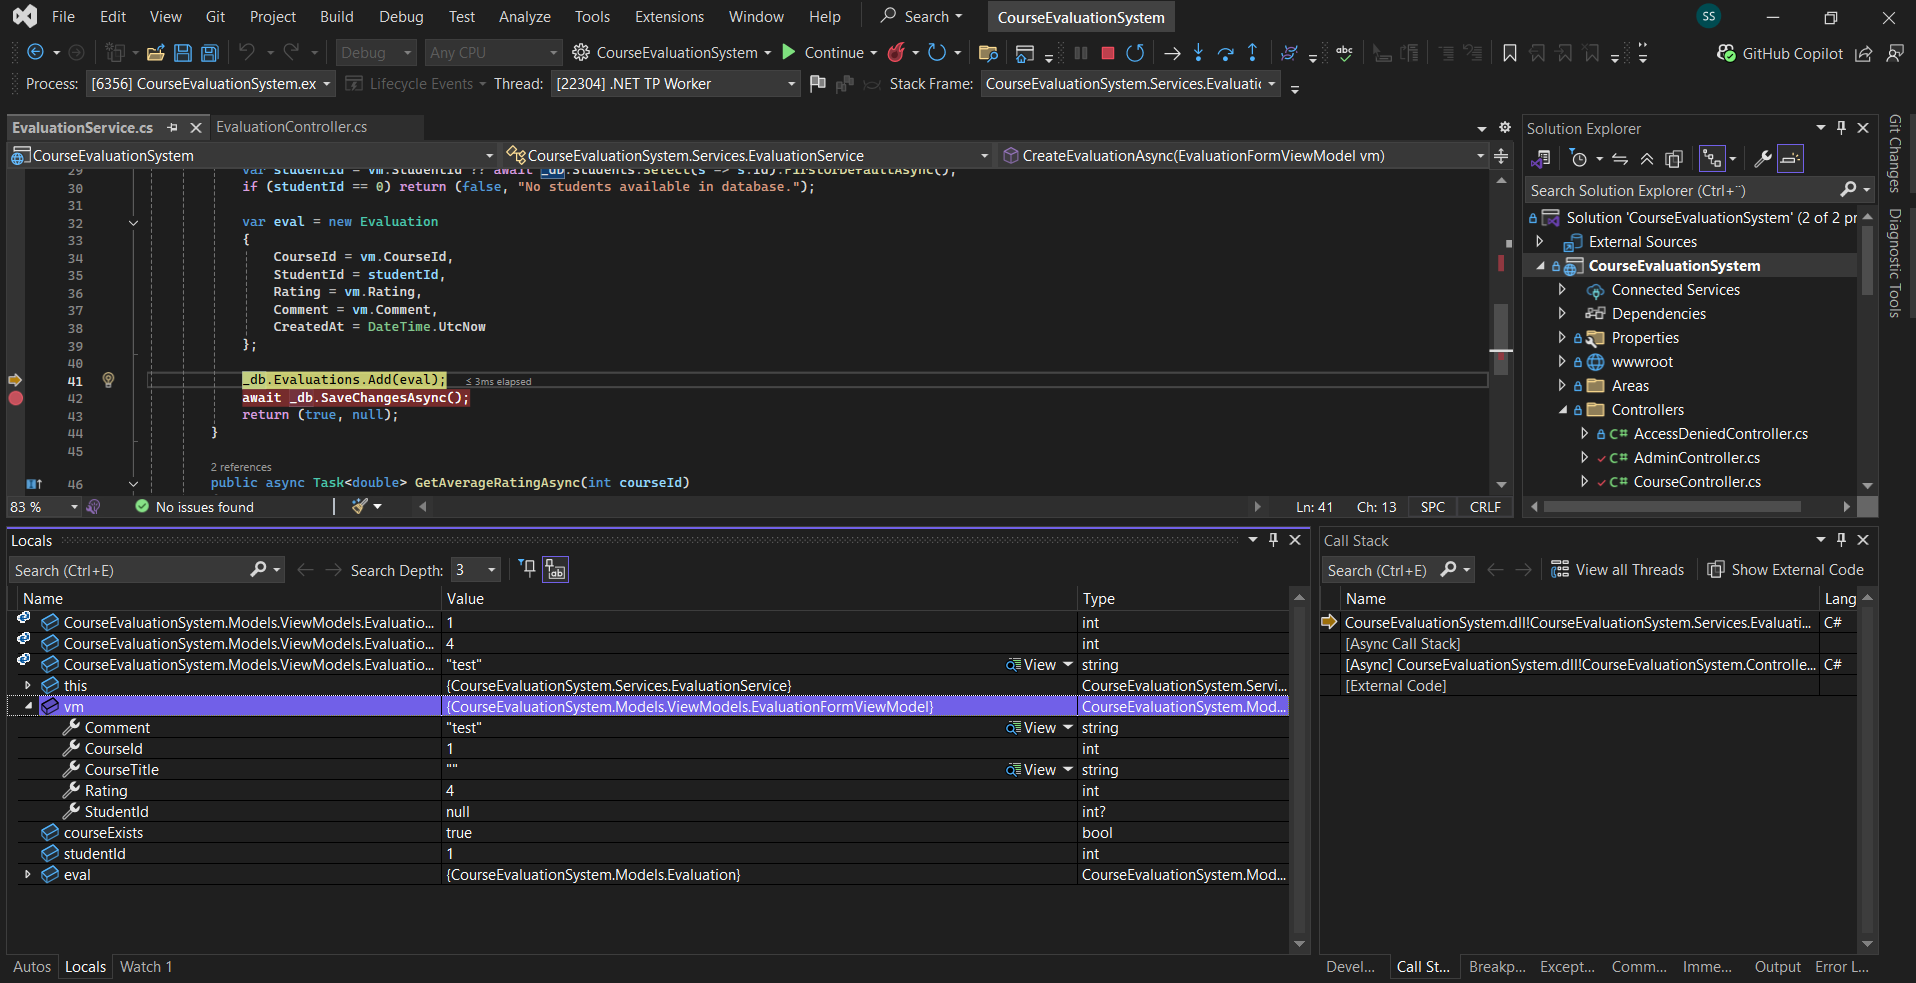 File Edit View Git Project Build Debug Test Analyze Tools Extensions Window Help Search CourseEvaluationSystem SS
Debug Any CPU CourseEvaluationSystem Continue abc GitHub Copilot
Process: [6356] CourseEvaluationSystem.ex Lifecycle Events Thread: [22304] .NET TP Worker Stack Frame: CourseEvaluationSystem.Services.Evaluatic
EvaluationService.cs EvaluationController.cs
CourseEvaluationSystem CourseEvaluationSystem.Services.EvaluationService CreateEvaluationAsync(EvaluationFormViewModel vm)
29 var studentId = vm.StudentId ?? await _db.Students.Select(s => s.Id).FirstOrDefaultAsync();
30 if (studentId == 0) return (false, "No students available in database.");
31
32 var eval = new Evaluation
33 {
34 CourseId = vm.CourseId,
35 StudentId = studentId,
36 Rating = vm.Rating,
37 Comment = vm.Comment,
38 CreatedAt = DateTime.UtcNow
39 };
40
41 _db.Evaluations.Add(eval); ≤ 3ms elapsed
42 await _db.SaveChangesAsync();
43 return (true, null);
44 }
45
2 references
46 public async Task<double> GetAverageRatingAsync(int courseId)
83 % No issues found Ln: 41 Ch: 13 SPC CRLF
Solution Explorer
Search Solution Explorer (Ctrl+¨)
Solution 'CourseEvaluationSystem' (2 of 2 pr
External Sources
CourseEvaluationSystem
Connected Services
Dependencies
Properties
wwwroot
Areas
Controllers
C# AccessDeniedController.cs
C# AdminController.cs
C# CourseController.cs
Git Changes
Diagnostic Tools
Locals
Search (Ctrl+E) Search Depth: 3
Name Value Type
CourseEvaluationSystem.Models.ViewModels.Evaluatio... 1 int
CourseEvaluationSystem.Models.ViewModels.Evaluatio... 4 int
CourseEvaluationSystem.Models.ViewModels.Evaluatio... "test" View string
this {CourseEvaluationSystem.Services.EvaluationService} CourseEvaluationSystem.Servi...
vm {CourseEvaluationSystem.Models.ViewModels.EvaluationFormViewModel} CourseEvaluationSystem.Mod...
Comment "test" View string
CourseId 1 int
CourseTitle "" View string
Rating 4 int
StudentId null int?
courseExists true bool
studentId 1 int
eval {CourseEvaluationSystem.Models.Evaluation} CourseEvaluationSystem.Mod...
Autos Locals Watch 1
Call Stack
Search (Ctrl+E) View all Threads Show External Code
Name Lang
CourseEvaluationSystem.dll!CourseEvaluationSystem.Services.Evaluati... C#
[Async Call Stack]
[Async] CourseEvaluationSystem.dll!CourseEvaluationSystem.Controlle... C#
[External Code]
Devel... Call St... Breakp... Except... Comm... Imme... Output Error L...